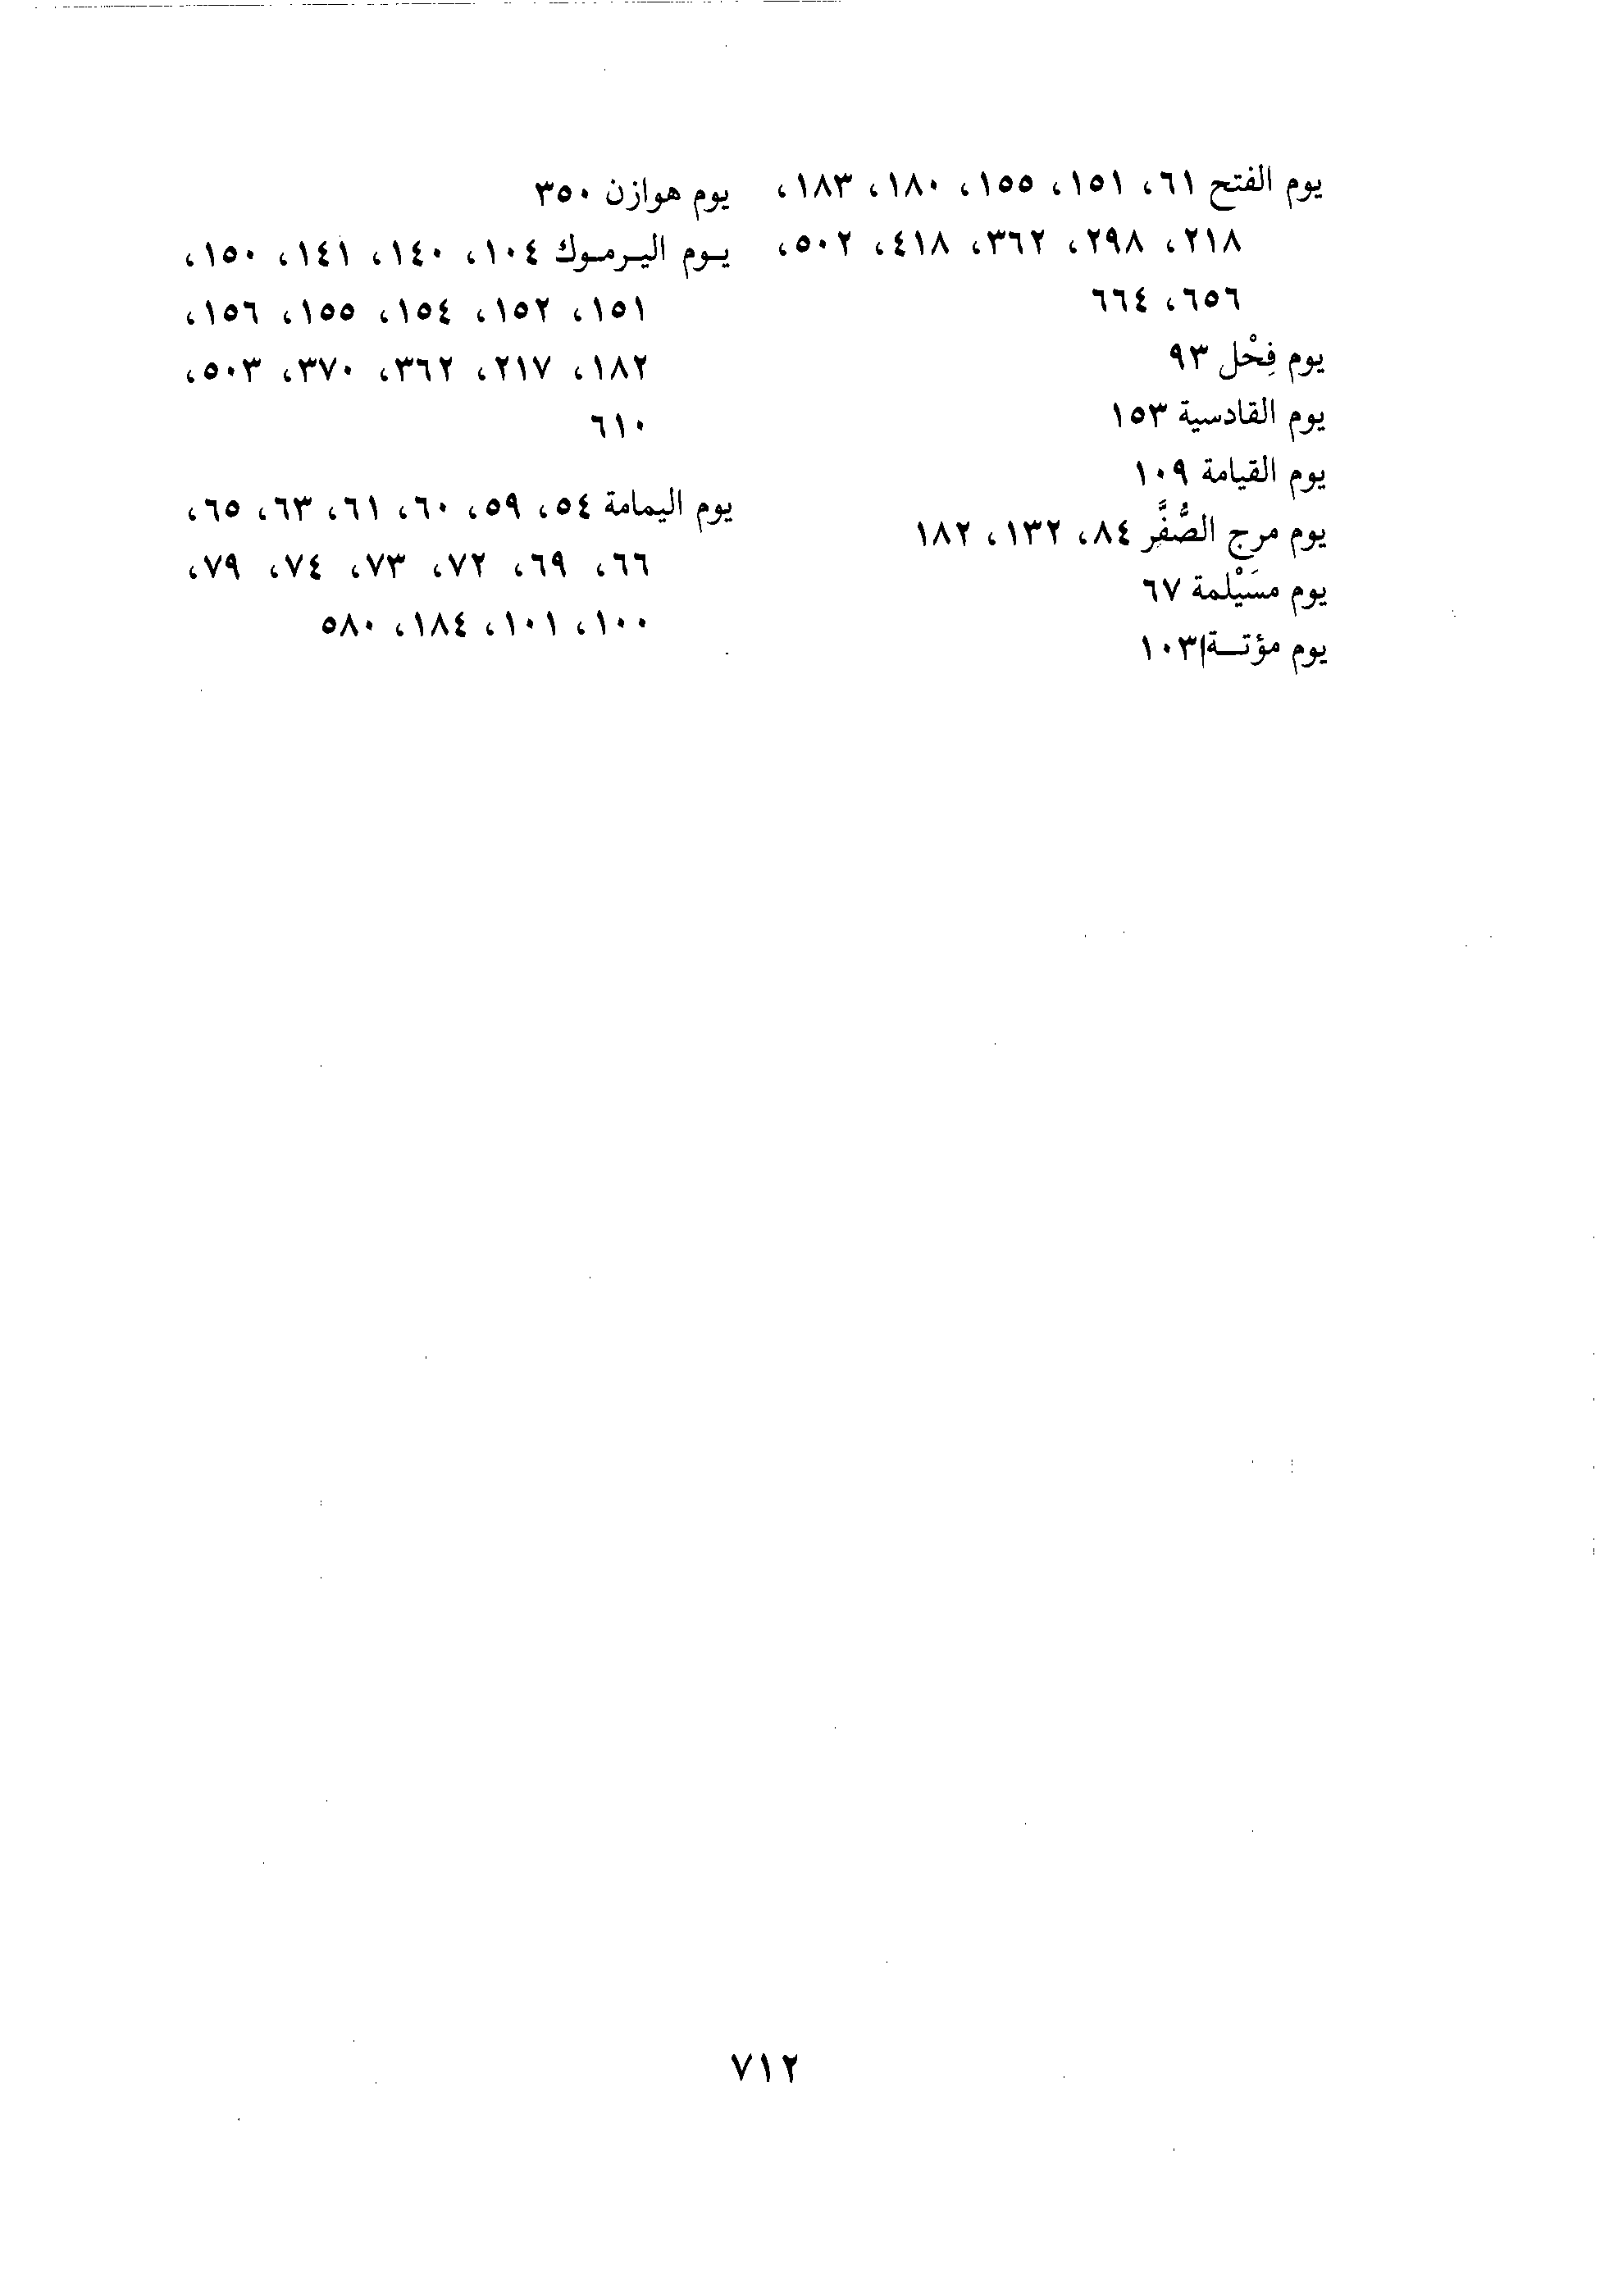 يوم الفتح ٦١، ١٥١، ١٥٥، ١٨٠، ١٨٣،
٢١٨، ٢٩٨، ٣٦٢، ٤١٨، ٥٠٢،
٦٥٦، ٦٦٤
يوم فِحْل ٩٣
يوم القادسية ١٥٣
يوم القيامة ١٠٩
يوم مرج الصُّفَّر ٨٤، ١٣٢، ١٨٢
يوم مسَيْلمة ٦٧
يوم مؤتة ١٠٣
يوم هوازن ٣٥٠
يوم اليرموك ١٠٤، ١٤٠، ١٤١، ١٥٠،
١٥١، ١٥٢، ١٥٤، ١٥٥، ١٥٦،
١٨٢، ٢١٧، ٣٦٢، ٣٧٠، ٥٠٣،
٦١٠
يوم اليمامة ٥٤، ٥٩، ٦٠، ٦١، ٦٣، ٦٥،
٦٦، ٦٩، ٧٢، ٧٣، ٧٤، ٧٩،
١٠٠، ١٠١، ١٨٤، ٥٨٠
٧١٢